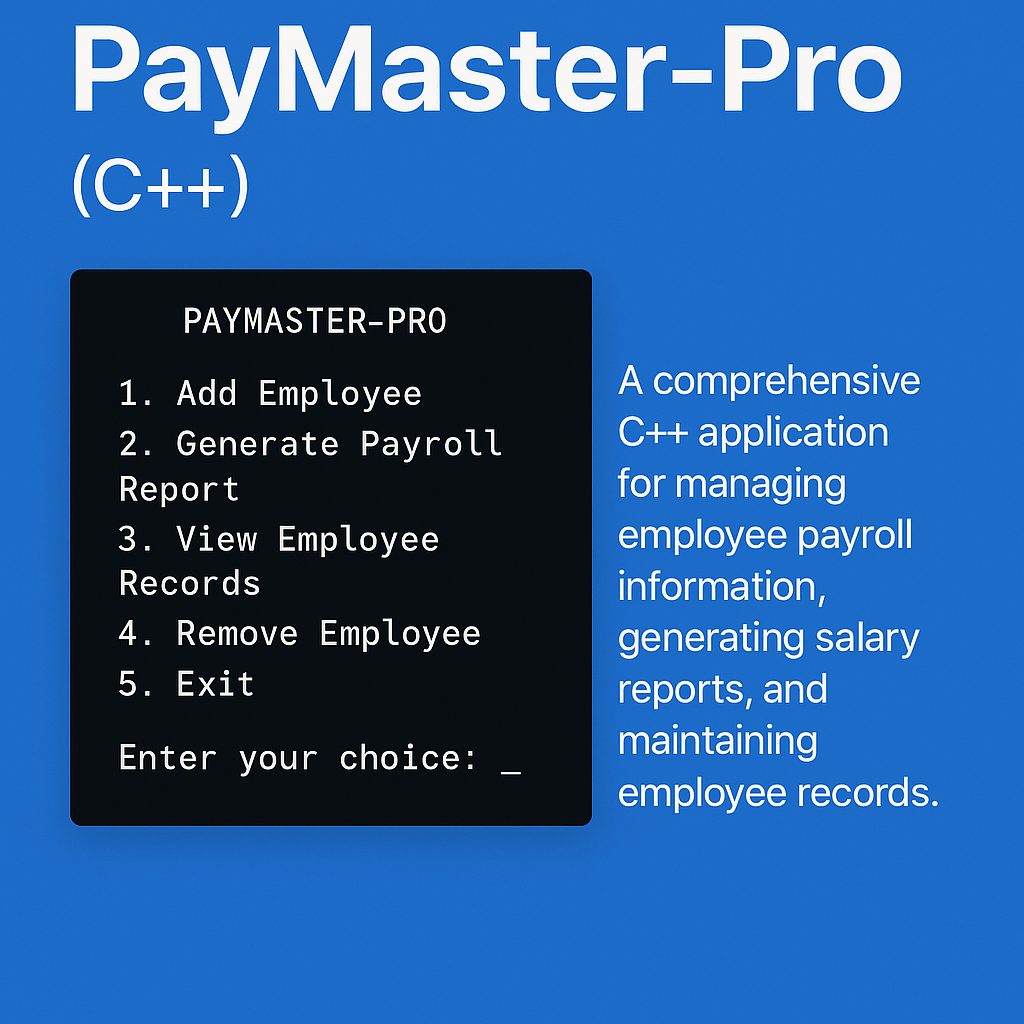 PayMaster-Pro
(C++)
PAYMASTER-PRO
1. Add Employee
2. Generate Payroll
Report
3. View Employee
Records
4. Remove Employee
5. Exit
Enter your choice: _
A comprehensive
C++ application
for managing
employee payroll
information,
generating salary
reports, and
maintaining
employee records.